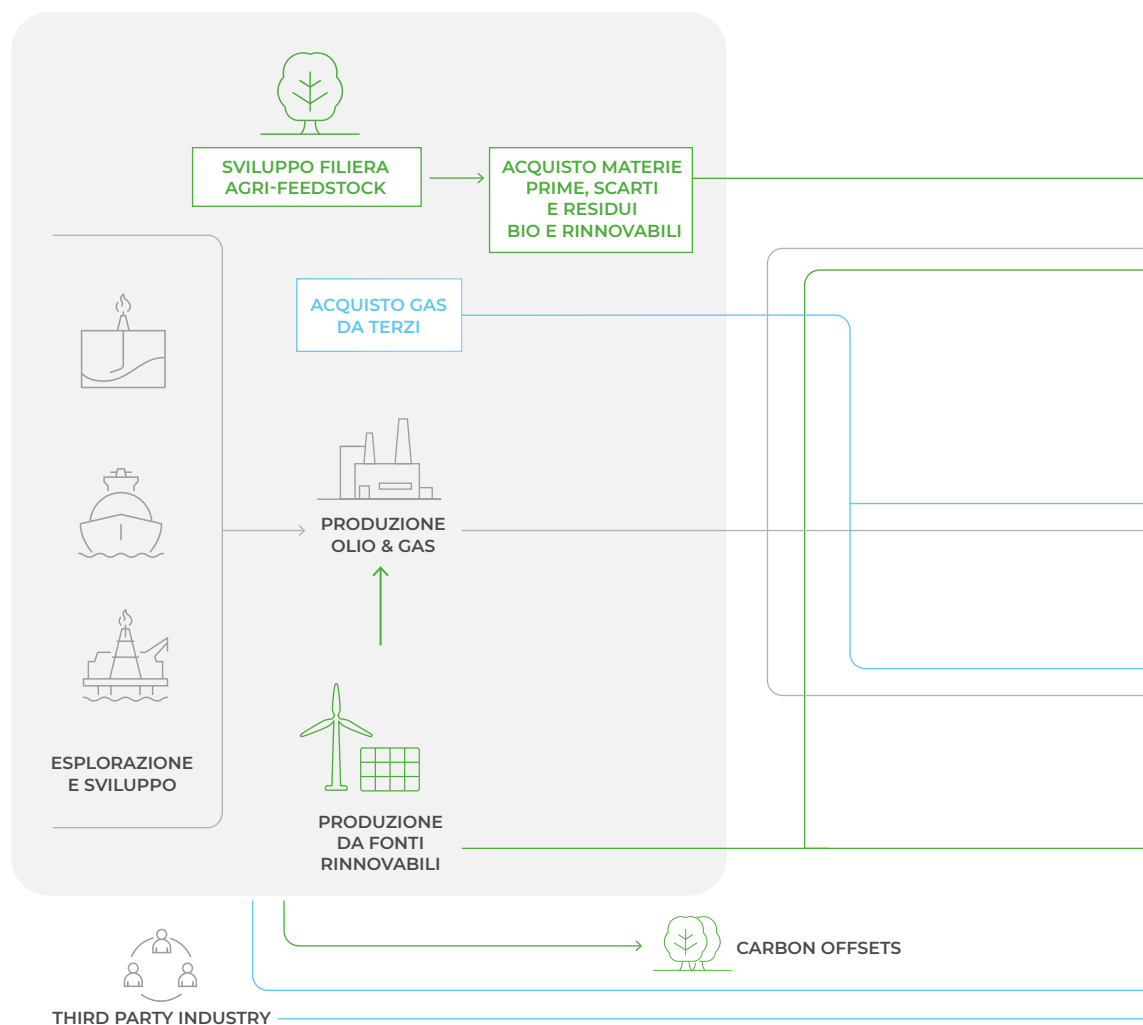 SVILUPPO FILIERA
AGRI-FEEDSTOCK
ACQUISTO MATERIE
PRIME, SCARTI
E RESIDUI
BIO E RINNOVABILI
ACQUISTO GAS
DA TERZI
PRODUZIONE
OLIO & GAS
ESPLORAZIONE
E SVILUPPO
PRODUZIONE
DA FONTI
RINNOVABILI
CARBON OFFSETS
THIRD PARTY INDUSTRY